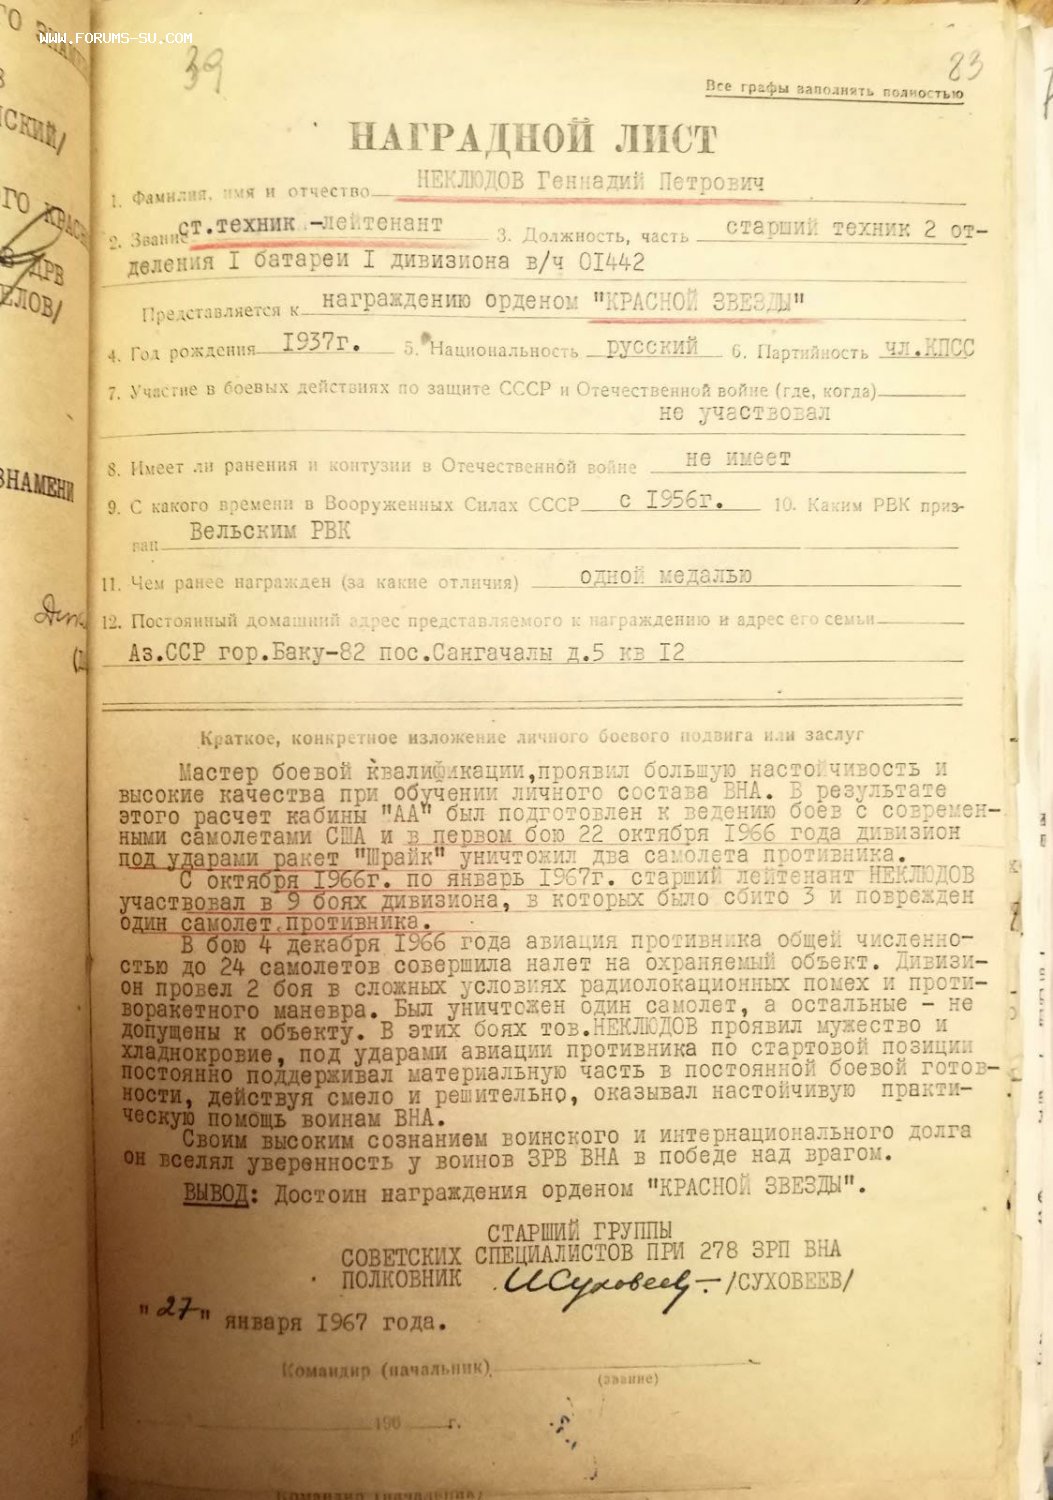 WWW.FORUMS-SU.COM
39
83
Все графы заполнять полностью
НАГРАДНОЙ ЛИСТ
1. Фамилия, имя и отчество НЕКЛЮДОВ Геннадий Петрович
2. Звание ст.техник -лейтенант 3. Должность, часть старший техник 2 от-
деления I батареи I дивизиона в/ч 01442
Представляется к награждению орденом "КРАСНОЙ ЗВЕЗДЫ"
4. Год рождения 1937г. 5. Национальность русский 6. Партийность чл.КПСС
7. Участие в боевых действиях по защите СССР и Отечественной войне (где, когда)
не участвовал
8. Имеет ли ранения и контузии в Отечественной войне не имеет
9. С какого времени в Вооруженных Силах СССР с 1956г. 10. Каким РВК приз-
ван Вельским РВК
11. Чем ранее награжден (за какие отличия) одной медалью
12. Постоянный домашний адрес представляемого к награждению и адрес его семьи
Аз.ССР гор.Баку-82 пос.Сангачалы д.5 кв 12
Краткое, конкретное изложение личного боевого подвига или заслуг
Мастер боевой квалификации,проявил большую настойчивость и
высокие качества при обучении личного состава ВНА. В результате
этого расчет кабины "АА" был подготовлен к ведению боев с современ-
ными самолетами США и в первом бою 22 октября 1966 года дивизион
под ударами ракет "Шрайк" уничтожил два самолета противника.
С октября 1966г. по январь 1967г. старший лейтенант НЕКЛЮДОВ
участвовал в 9 боях дивизиона, в которых было сбито 3 и поврежден
один самолет противника.
В бою 4 декабря 1966 года авиация противника общей численно-
стью до 24 самолетов совершила налет на охраняемый объект. Дивизи-
он провел 2 боя в сложных условиях радиолокационных помех и проти-
воракетного маневра. Был уничтожен один самолет, а остальные - не
допущены к объекту. В этих боях тов.НЕКЛЮДОВ проявил мужество и
хладнокровие, под ударами авиации противника по стартовой позиции
постоянно поддерживал материальную часть в постоянной боевой готов-
ности, действуя смело и решительно, оказывал настойчивую практи-
ческую помощь воинам ВНА.
Своим высоким сознанием воинского и интернационального долга
он вселял уверенность у воинов ЗРВ ВНА в победе над врагом.
ВЫВОД: Достоин награждения орденом "КРАСНОЙ ЗВЕЗДЫ".
СТАРШИЙ ГРУППЫ
СОВЕТСКИХ СПЕЦИАЛИСТОВ ПРИ 278 ЗРП ВНА
ПОЛКОВНИК ИСуховеев /СУХОВЕЕВ/
"27" января 1967 года.
Командир (начальник)
(звание)
196 г.
Командир (начальник)